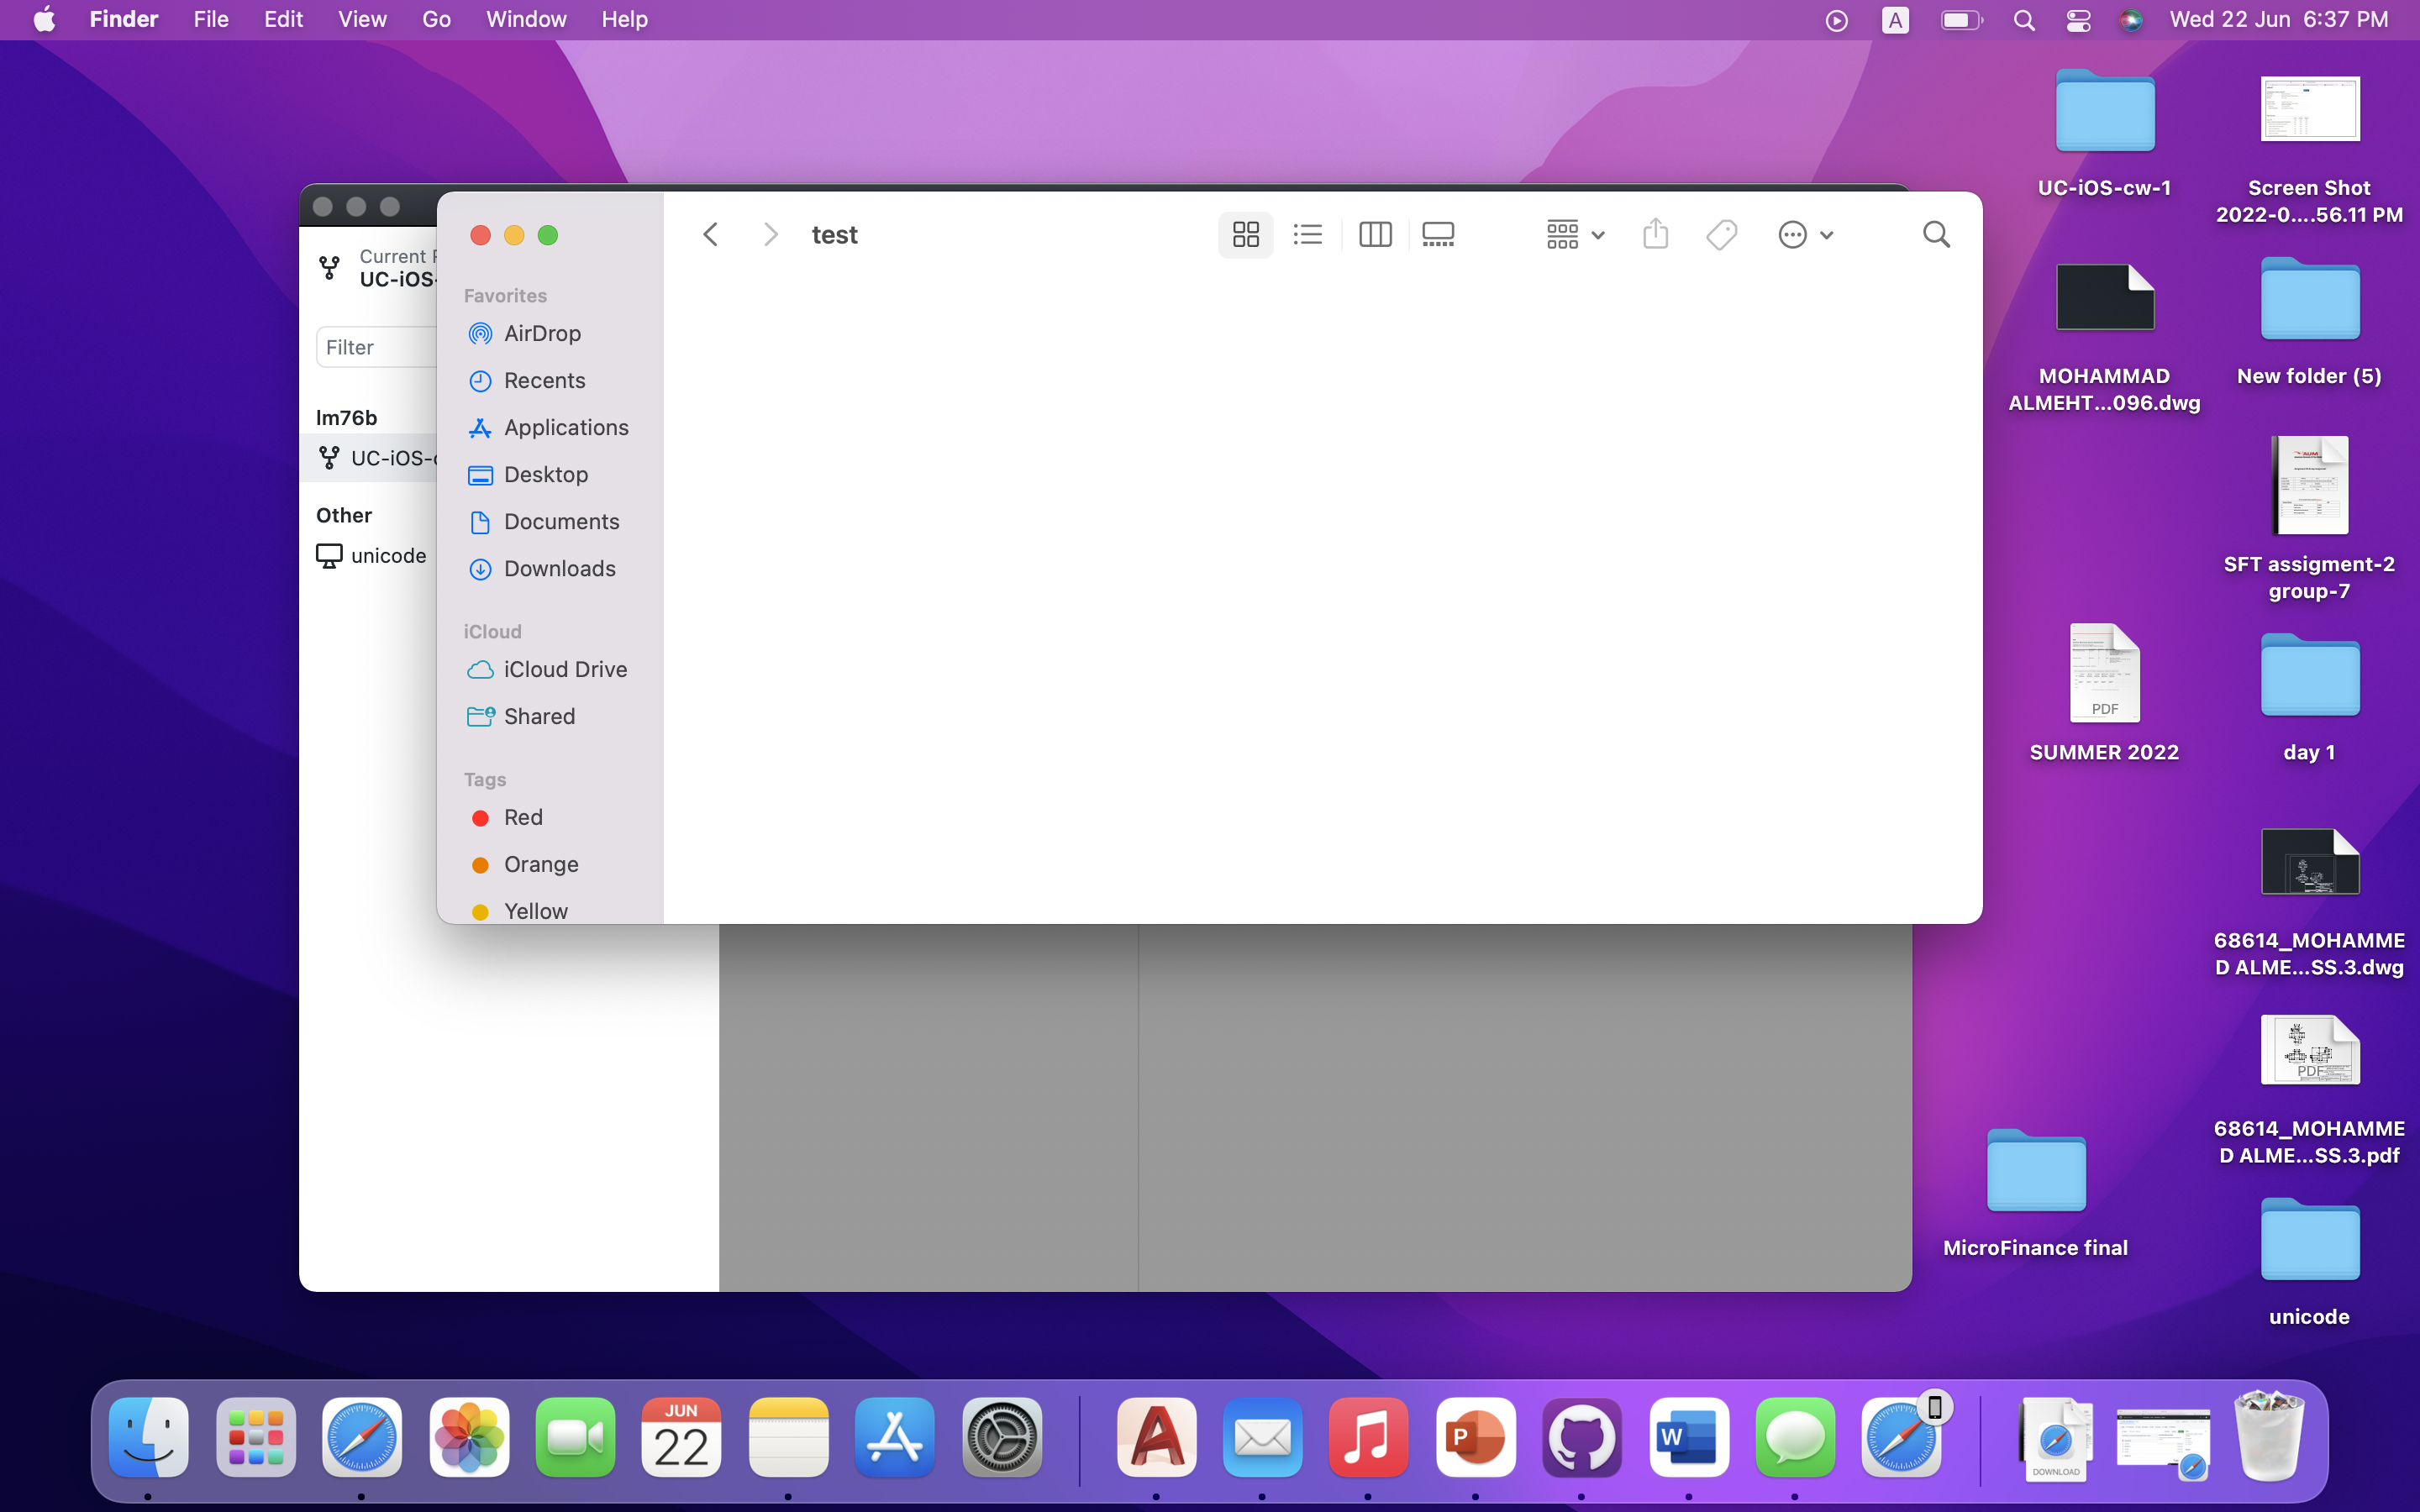 Finder File Edit View Go Window Help
A
Wed 22 Jun 6:37 PM
test
Favorites
AirDrop
Recents
Applications
Desktop
Documents
Downloads
iCloud
iCloud Drive
Shared
Tags
Red
Orange
Yellow
Current
UC-iOS-
Filter
lm76b
UC-iOS-
Other
unicode
UC-iOS-cw-1
Screen Shot
2022-0....56.11 PM
MOHAMMAD
ALMEHT...096.dwg
New folder (5)
SFT assigment-2
group-7
PDF
SUMMER 2022
day 1
68614_MOHAMME
D ALME...SS.3.dwg
PDF
68614_MOHAMME
D ALME...SS.3.pdf
MicroFinance final
unicode
JUN
22
P
W
DOWNLOAD